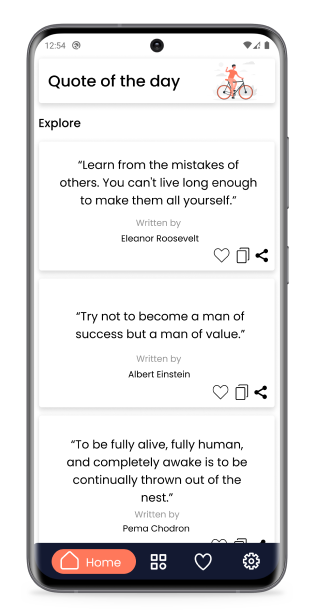 12:54
Quote of the day
Explore
“Learn from the mistakes of
others. You can't live long enough
to make them all yourself.”
Written by
Eleanor Roosevelt
“Try not to become a man of
success but a man of value.”
Written by
Albert Einstein
“To be fully alive, fully human,
and completely awake is to be
continually thrown out of the
nest.”
Written by
Pema Chodron
Home